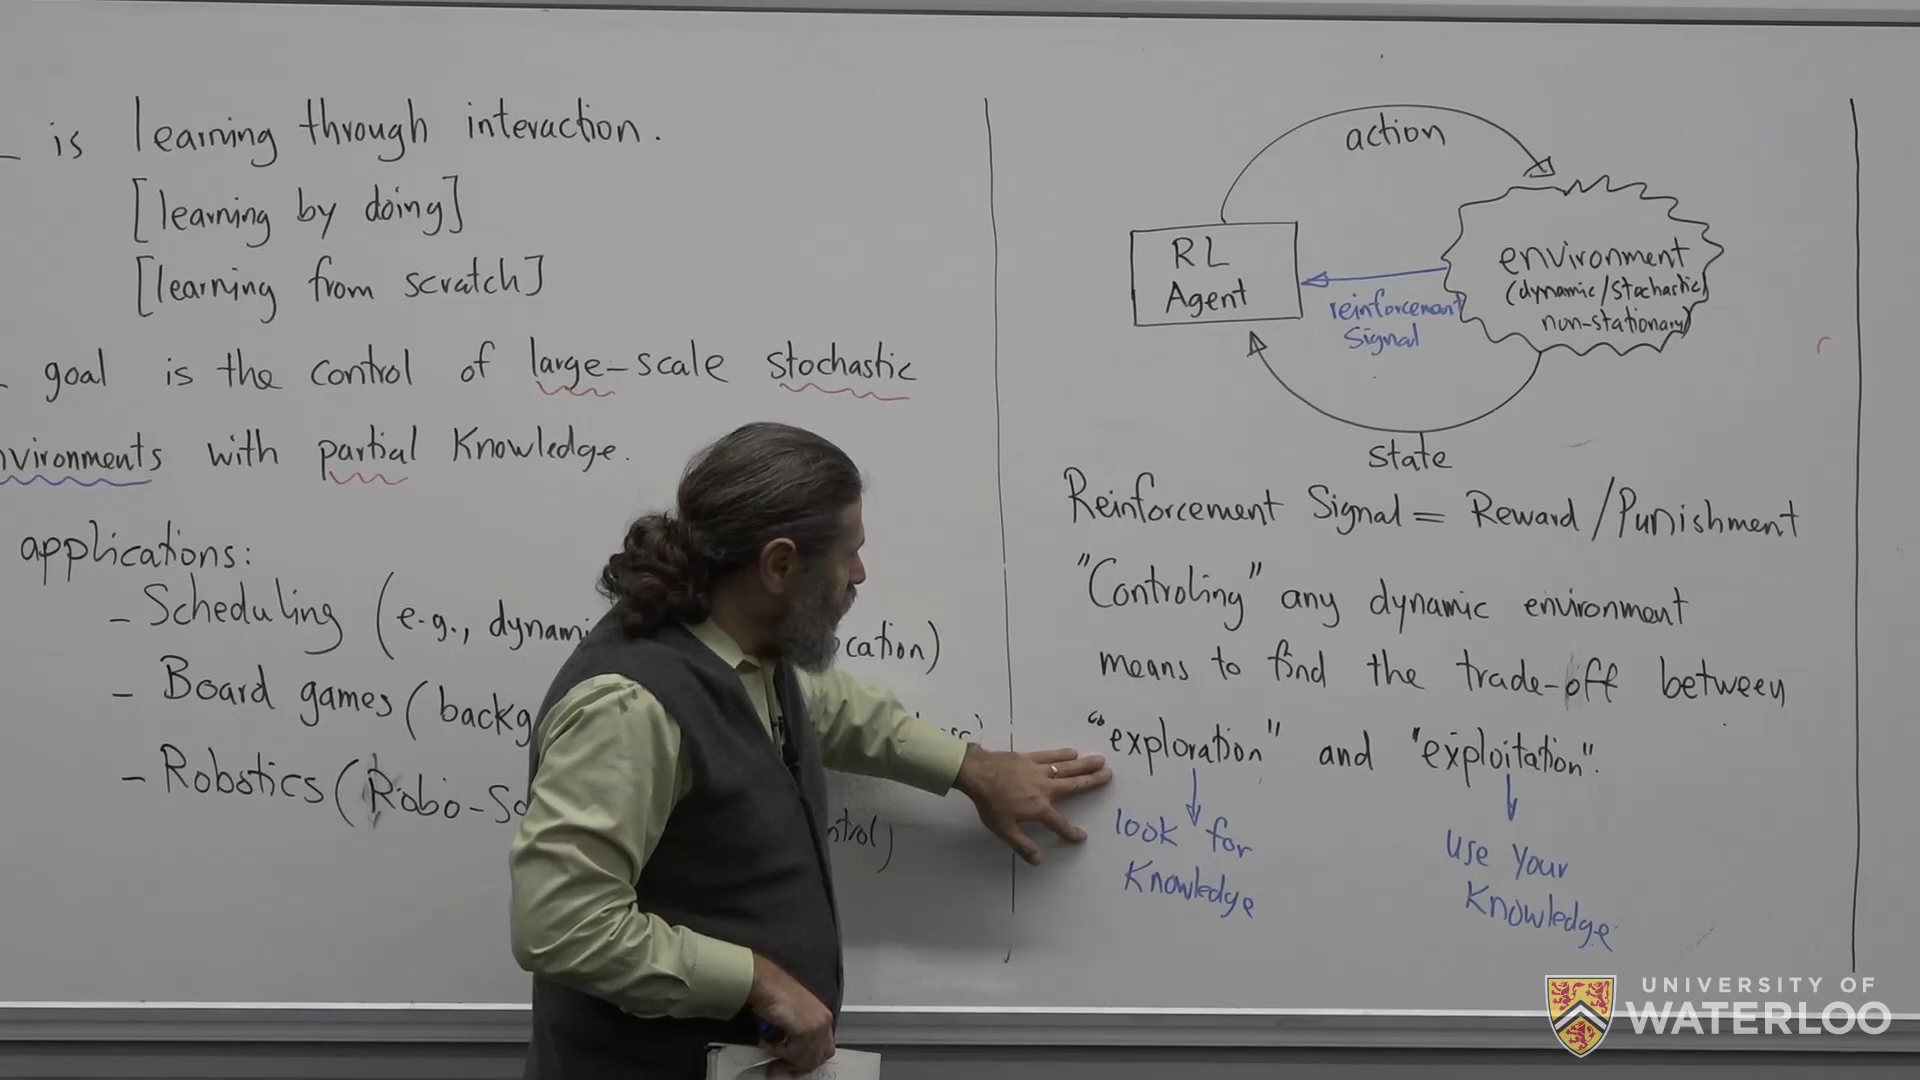 is learning through interaction.
[learning by doing]
[learning from scratch]
goal is the control of large-scale stochastic
nvironments with partial Knowledge.
applications:
- Scheduling (e.g., dynami cation)
- Board games (backg
- Robotics (Robo-So ntrol)
action
RL
Agent
environment
(dynamic/stochastic
non-stationary)
reinforcement
Signal
state
Reinforcement Signal = Reward/Punishment
"Controling" any dynamic environment
means to find the trade-off between
"exploration" and "exploitation".
look for
Knowledge
use your
Knowledge
UNIVERSITY OF
WATERLOO